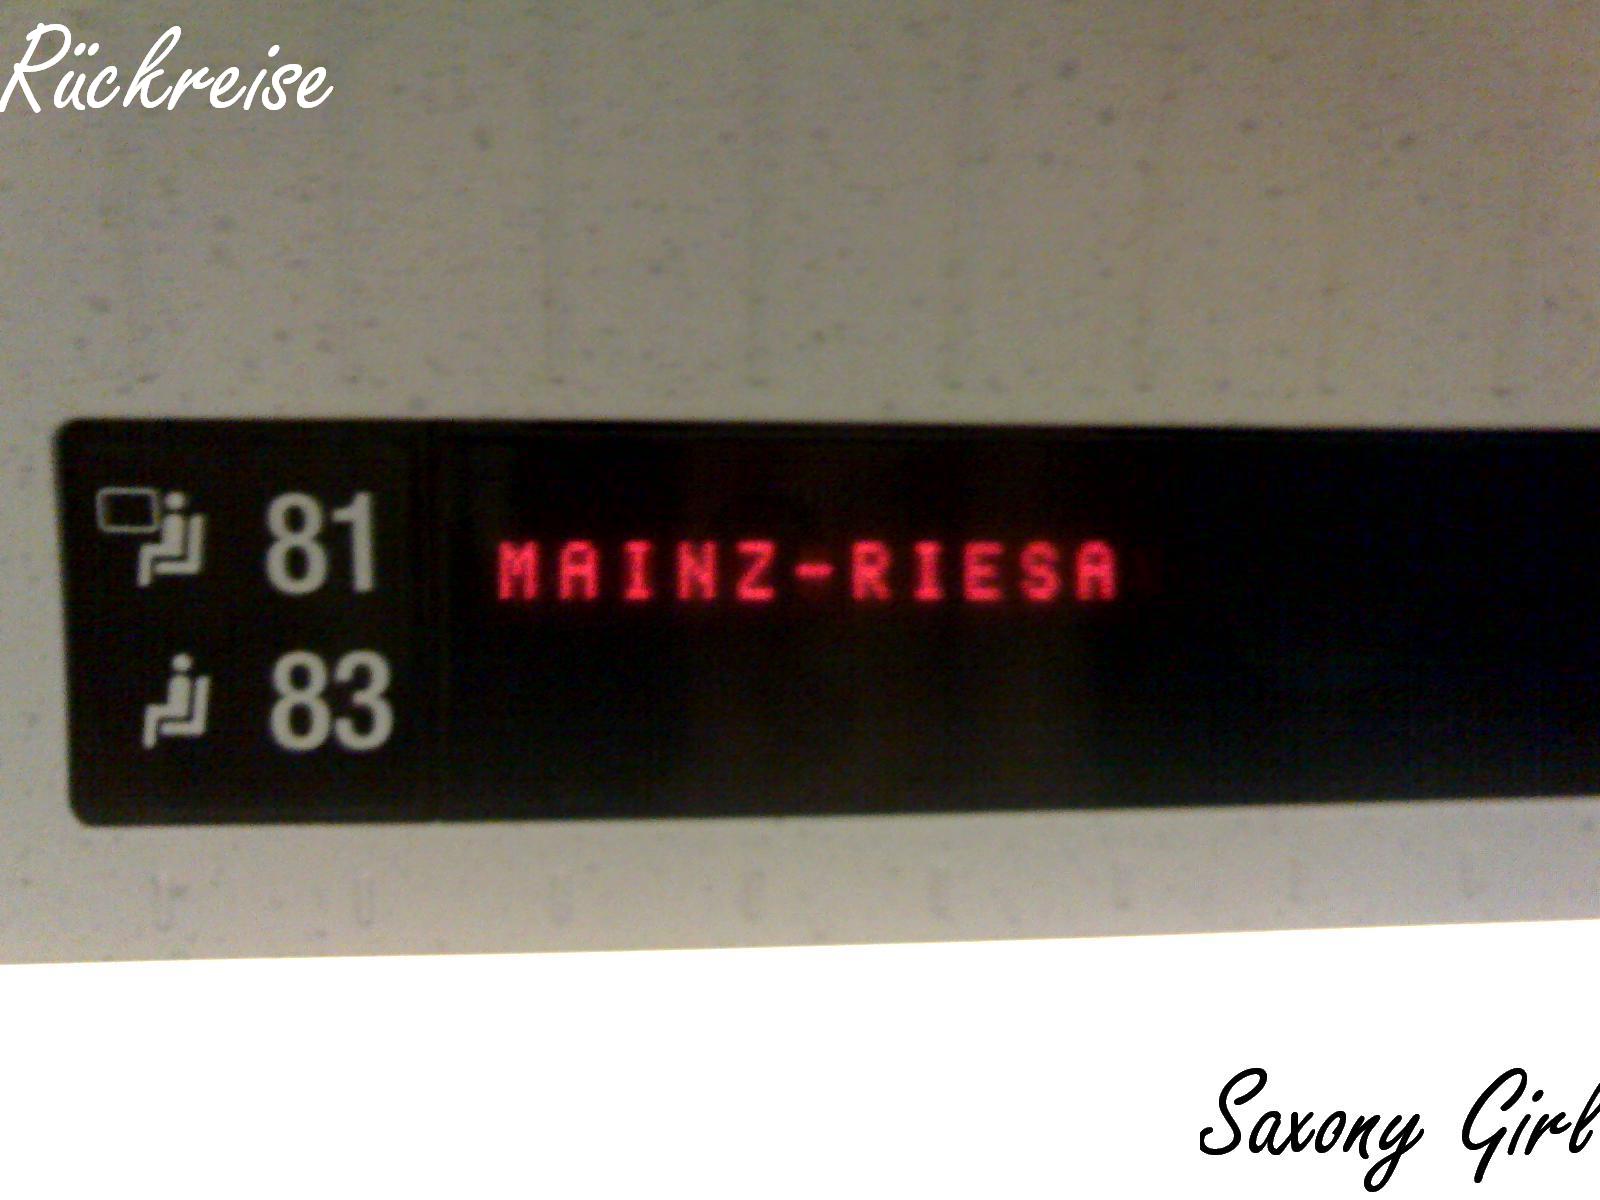 Rückreise
81 MAINZ-RIESA
83
Saxony Girl